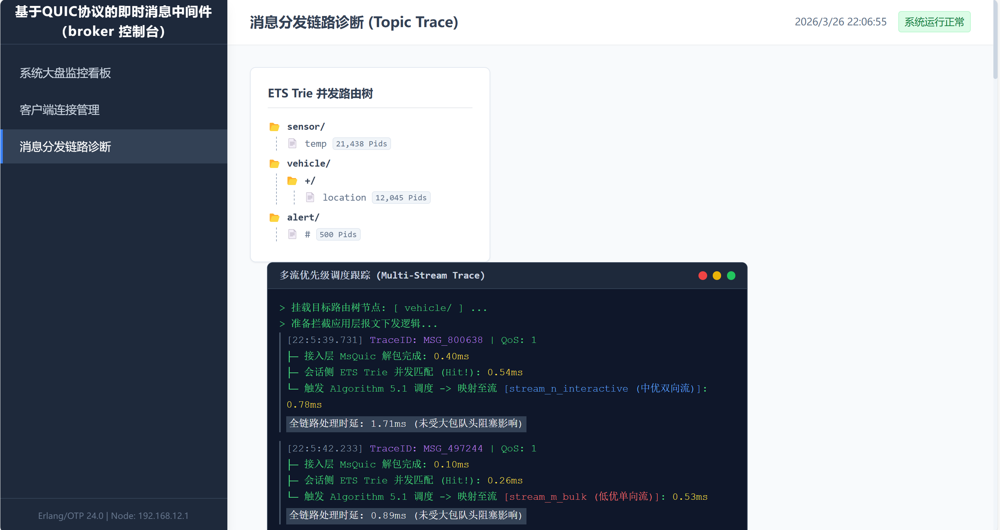 基于QUIC协议的即时消息中间件
(broker 控制台)
系统大盘监控看板
客户端连接管理
消息分发链路诊断
Erlang/OTP 24.0 | Node: 192.168.12.1
消息分发链路诊断 (Topic Trace)
2026/3/26 22:06:55
系统运行正常
ETS Trie 并发路由树
sensor/
temp 21,438 Pids
vehicle/
+/
location 12,045 Pids
alert/
# 500 Pids
多流优先级调度跟踪 (Multi-Stream Trace)
> 挂载目标路由树节点: [ vehicle/ ] ...
> 准备拦截应用层报文下发逻辑...
[22:5:39.731] TraceID: MSG_800638 | QoS: 1
├─ 接入层 MsQuic 解包完成: 0.40ms
├─ 会话侧 ETS Trie 并发匹配 (Hit!): 0.54ms
└─ 触发 Algorithm 5.1 调度 -> 映射至流 [stream_n_interactive (中优双向流)]:
0.78ms
全链路处理时延: 1.71ms (未受大包队头阻塞影响)
[22:5:42.233] TraceID: MSG_497244 | QoS: 1
├─ 接入层 MsQuic 解包完成: 0.10ms
├─ 会话侧 ETS Trie 并发匹配 (Hit!): 0.26ms
└─ 触发 Algorithm 5.1 调度 -> 映射至流 [stream_m_bulk (低优单向流)]: 0.53ms
全链路处理时延: 0.89ms (未受大包队头阻塞影响)